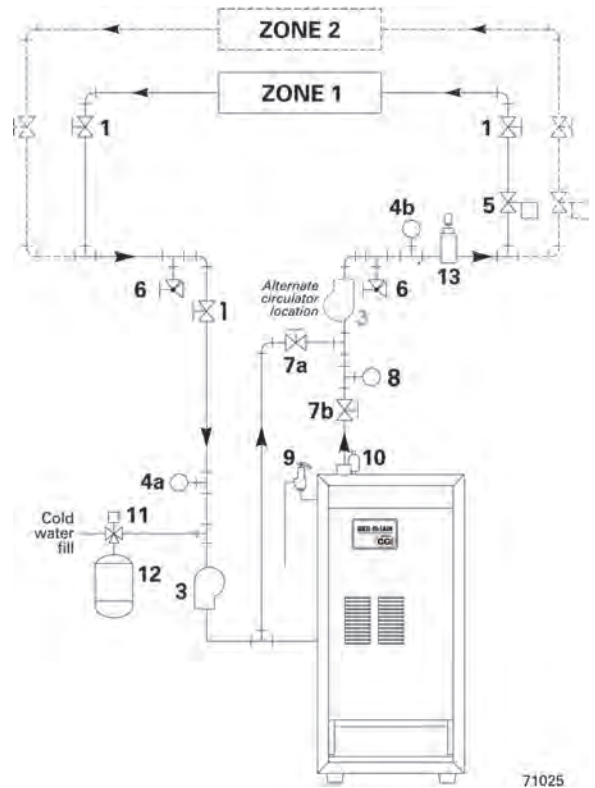 ZONE 2
ZONE 1
1
1
5
4b
6
6
13
Alternate
circulator
location
3
1
7a
8
7b
9
10
4a
11
Cold
water
fill
12
3
CGi
71025